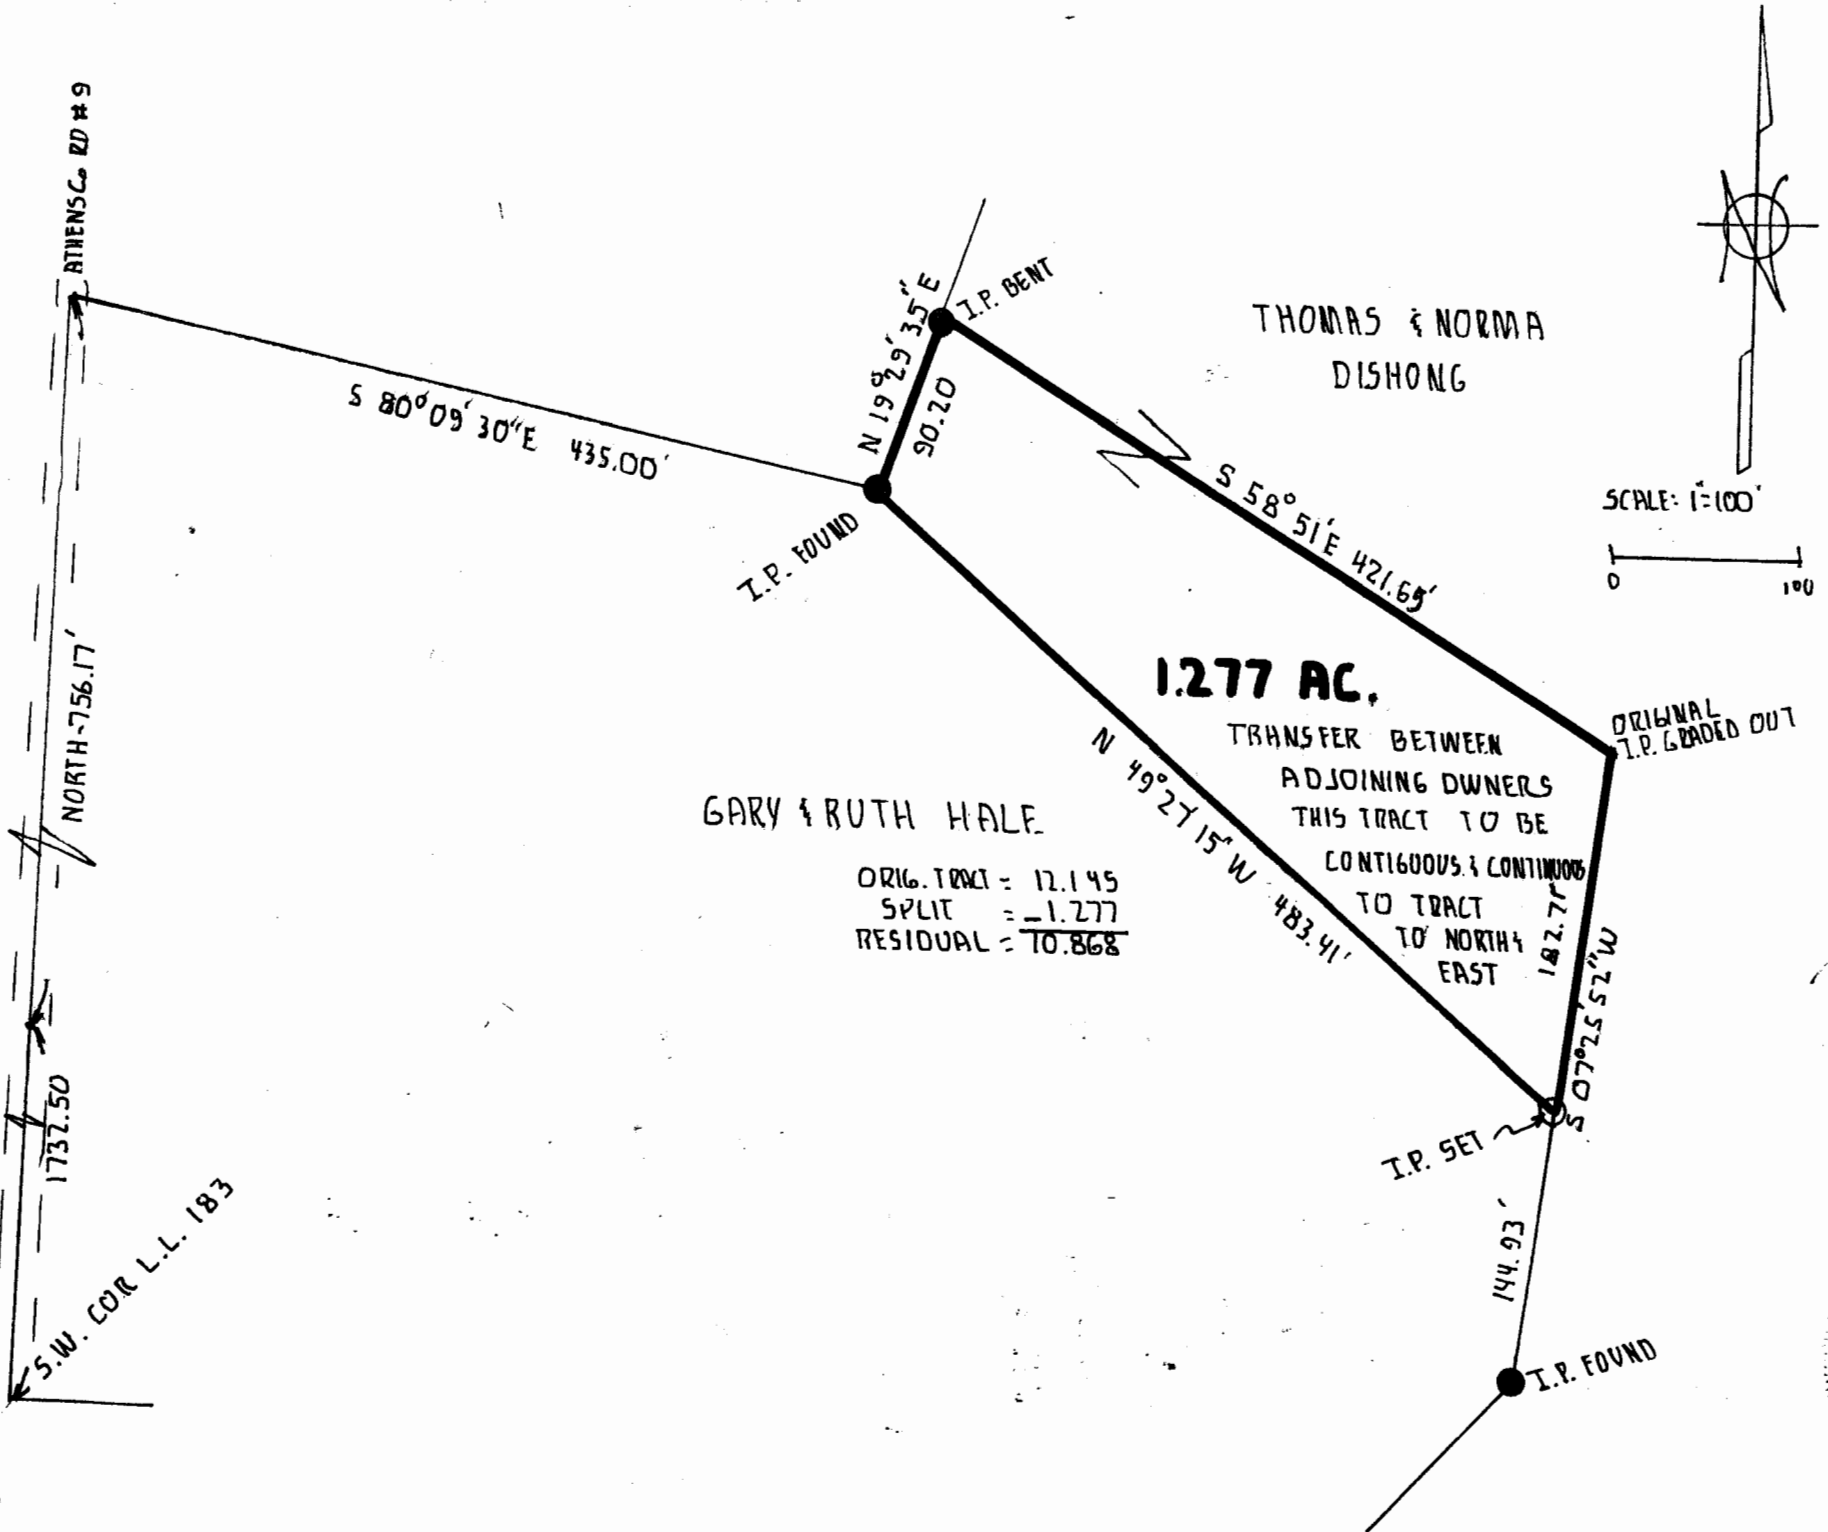 ATHENS Co RD #9
S 80° 09' 30" E 435.00'
N 19° 29' 35" E
90.20
I.P. BENT
THOMAS & NORMA
DISHONG
N
SCALE: 1"=100'
0 100
I.P. FOUND
S 58° 51' E 421.69'
NORTH-756.17'
1.277 AC.
TRANSFER BETWEEN
ADJOINING OWNERS
THIS TRACT TO BE
CONTIGUOUS & CONTINUOUS
TO TRACT
TO NORTH &
EAST
ORIGINAL
I.P. GRADED OUT
N 49° 27' 15" W 483.41'
GARY & RUTH HALE
ORIG. TRACT = 12.145
SPLIT = -1.277
RESIDUAL = 10.868
182.71'
S 07° 25' 52" W
1732.50
I.P. SET
S.W. COR L.L. 183
144.93'
I.P. FOUND